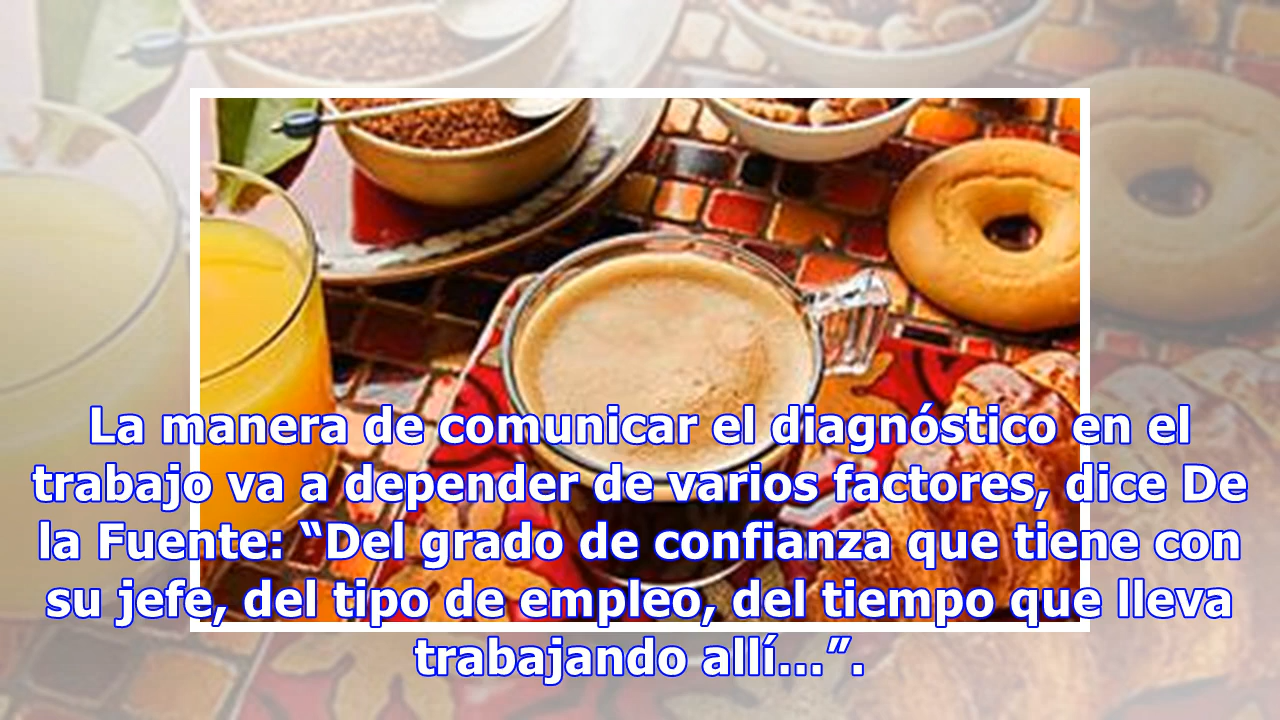 La manera de comunicar el diagnóstico en el
trabajo va a depender de varios factores, dice De
la Fuente: “Del grado de confianza que tiene con
su jefe, del tipo de empleo, del tiempo que lleva
trabajando allí...”.